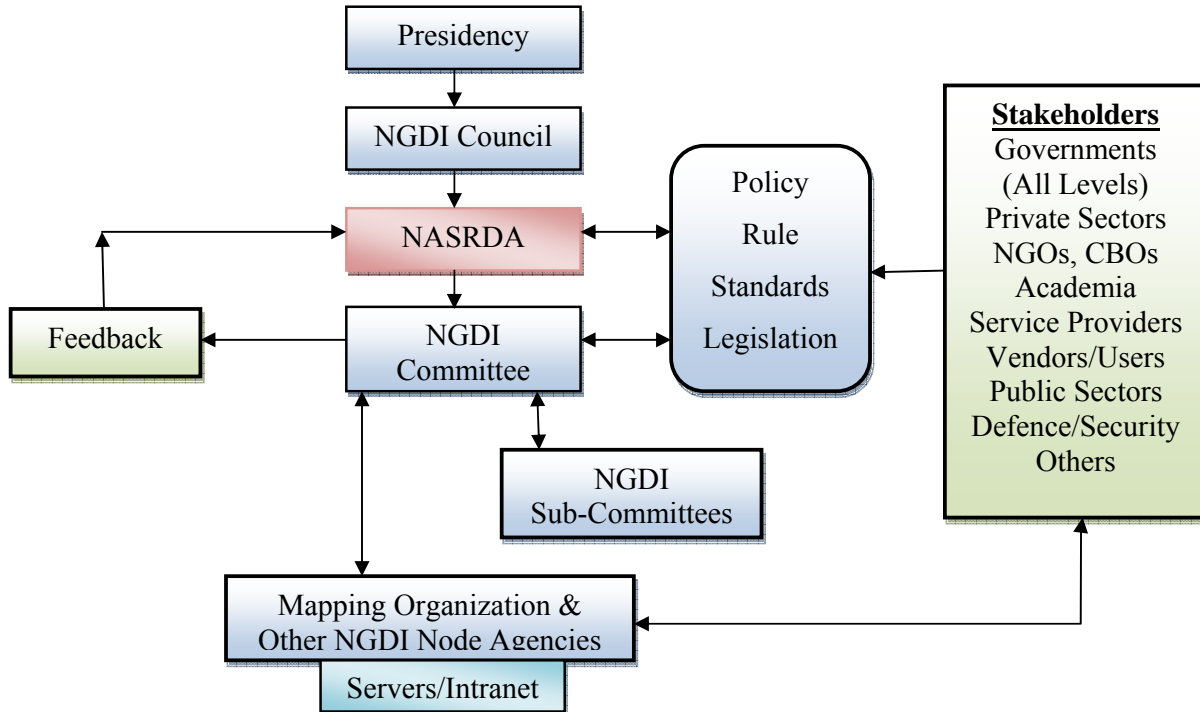 Presidency
NGDI Council
NASRDA
Feedback
NGDI
Committee
Policy
Rule
Standards
Legislation
Stakeholders
Governments
(All Levels)
Private Sectors
NGOs, CBOs
Academia
Service Providers
Vendors/Users
Public Sectors
Defence/Security
Others
NGDI
Sub-Committees
Mapping Organization &
Other NGDI Node Agencies
Servers/Intranet